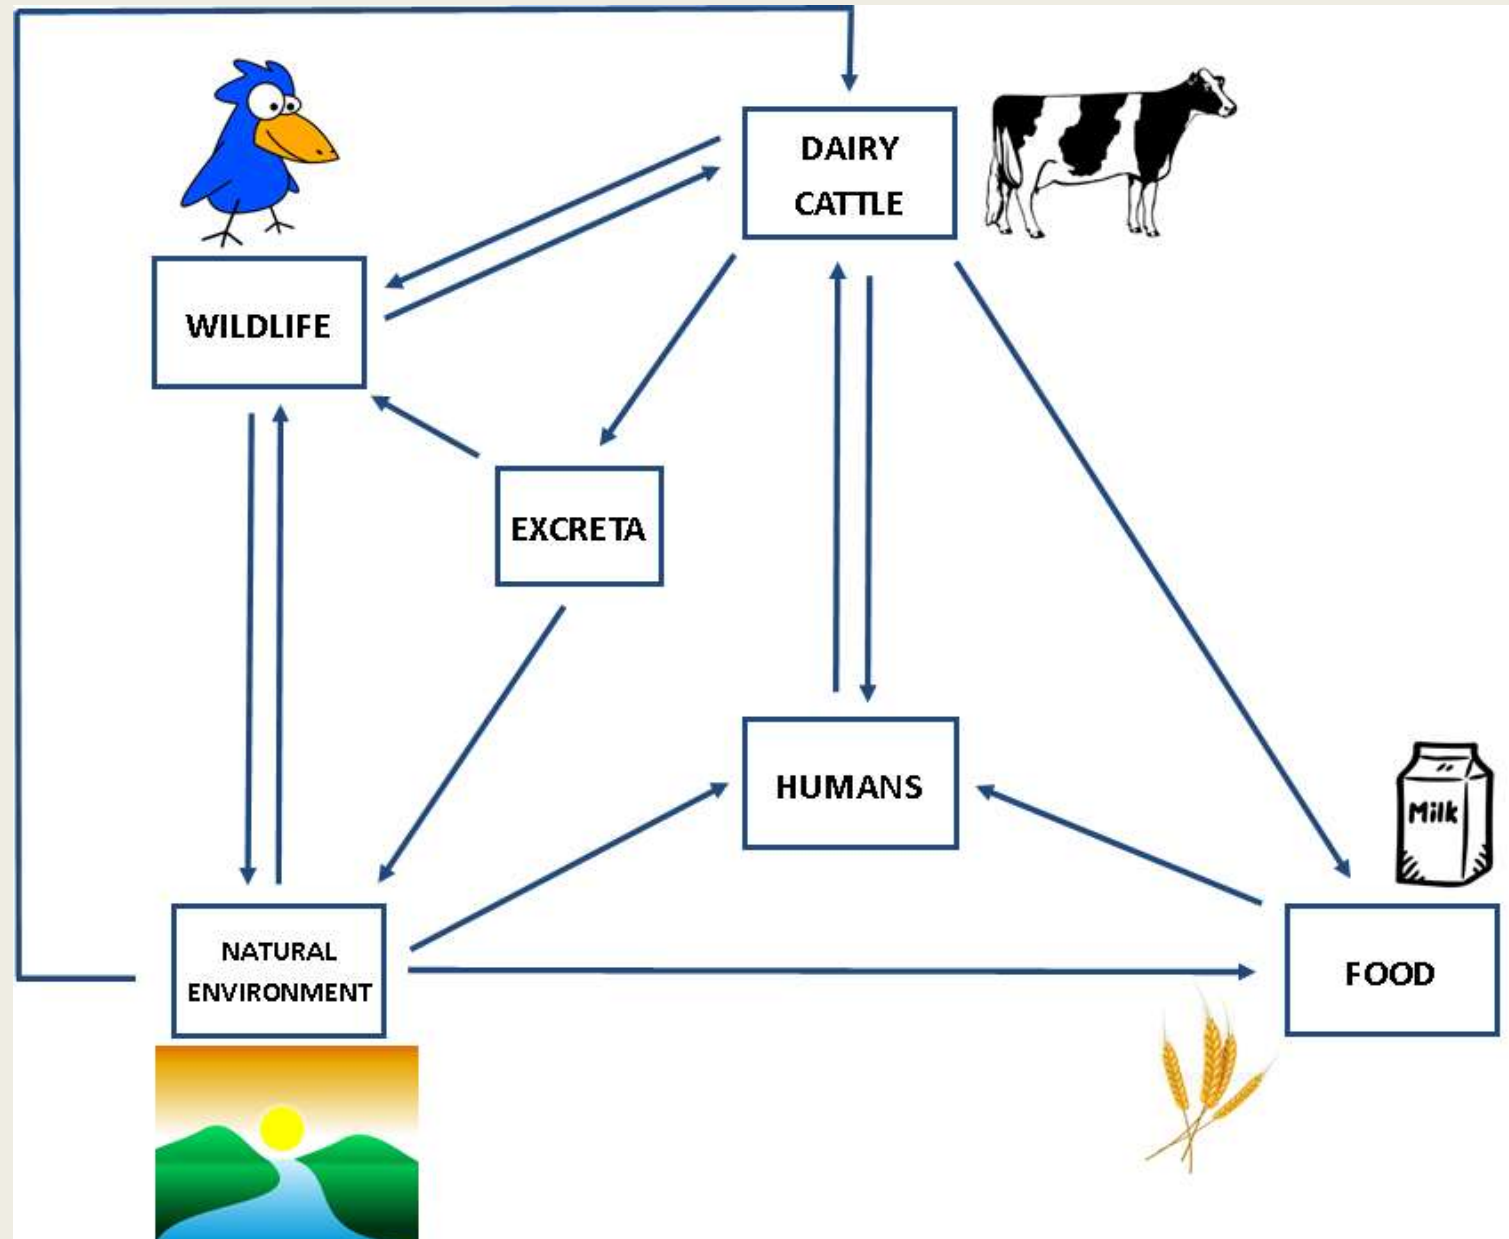 DAIRY
CATTLE
WILDLIFE
EXCRETA
HUMANS
Milk
NATURAL
ENVIRONMENT
FOOD